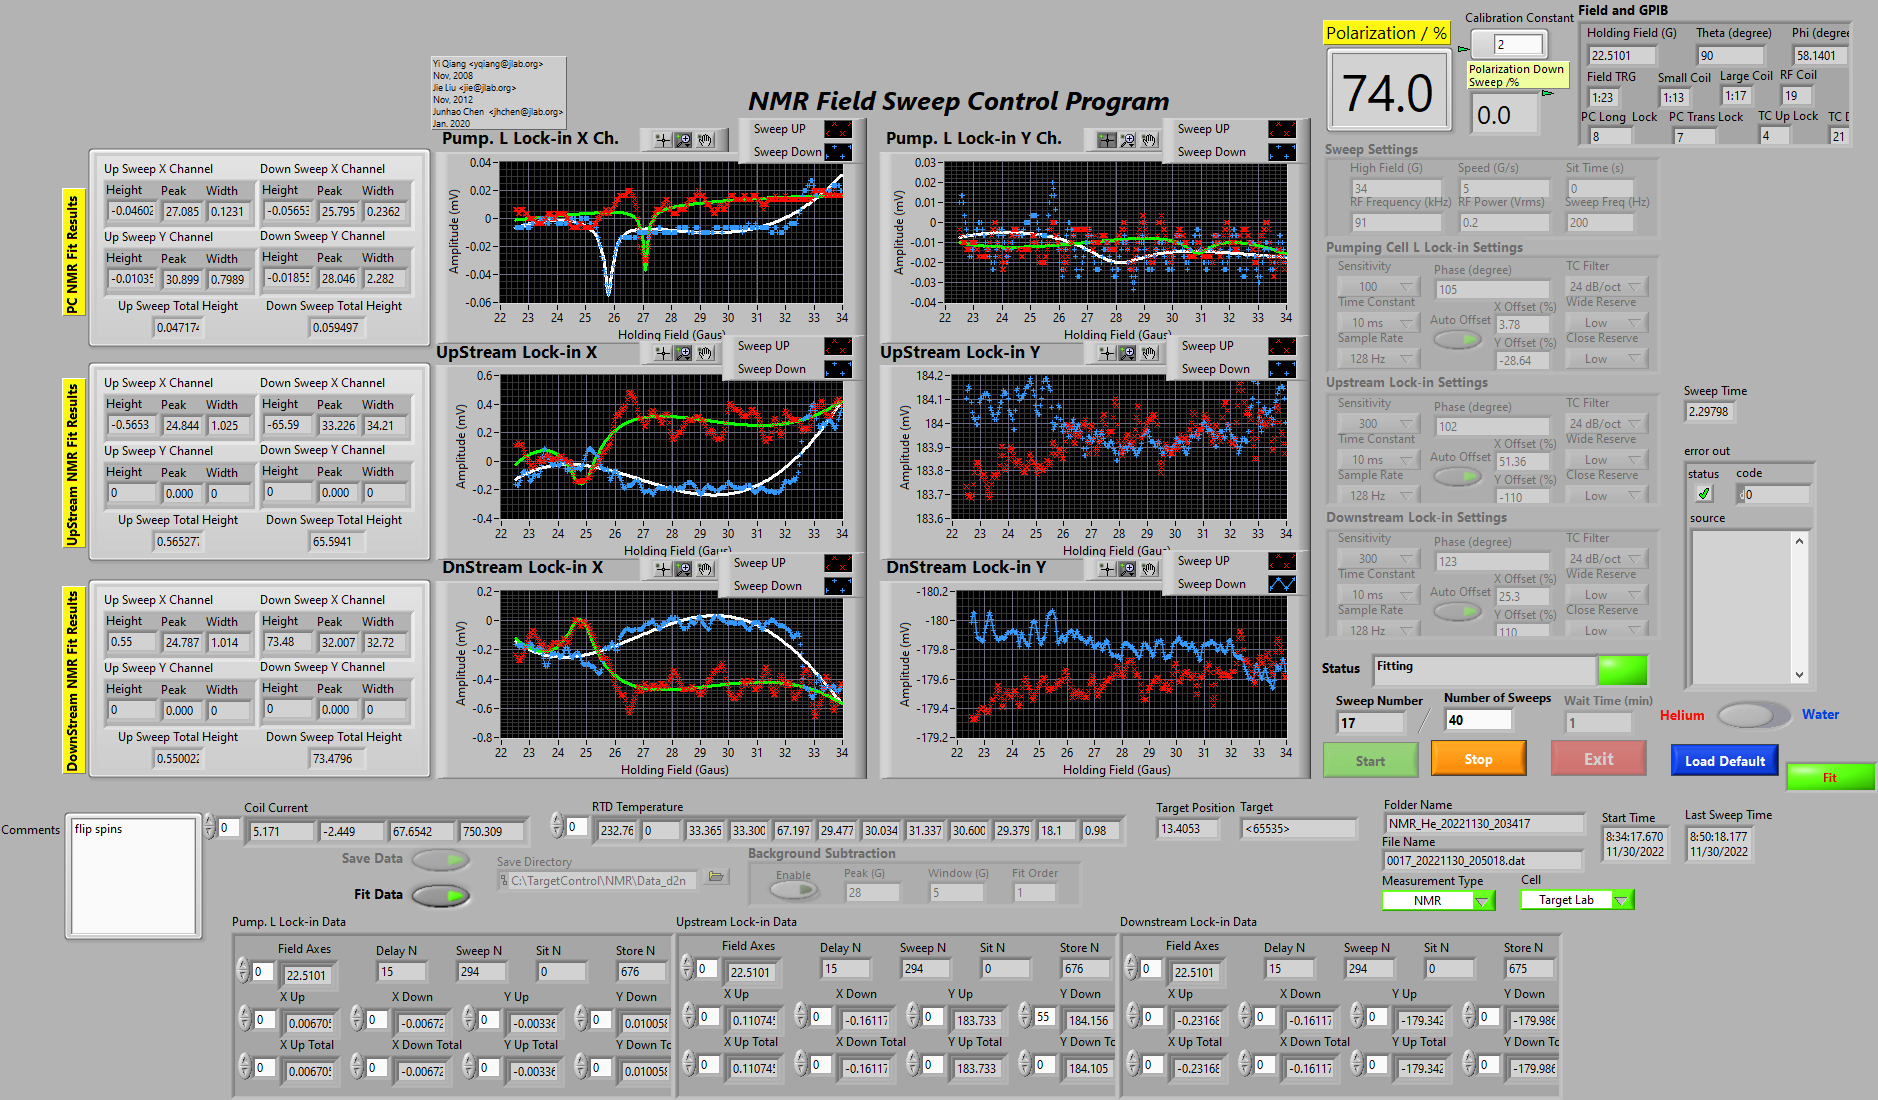 Yi Qiang <yqiang@jlab.org>
Nov, 2008
Jie Liu <jie@jlab.org>
Nov, 2012
Junhao Chen <jhchen@jlab.org>
Jan. 2020
NMR Field Sweep Control Program
Polarization / %
74.0
Calibration Constant
2
Polarization Down
Sweep /%
0.0
Field and GPIB
Holding Field (G) Theta (degree) Phi (degree
22.5101 90 58.1401
Field TRG Small Coil Large Coil RF Coil
1:23 1:13 1:17 19
PC Long Lock PC Trans Lock TC Up Lock TC D
8 7 4 21
PC NMR Fit Results
Up Sweep X Channel Down Sweep X Channel
Height Peak Width Height Peak Width
-0.04602 27.085 0.1231 -0.05653 25.795 0.2362
Up Sweep Y Channel Down Sweep Y Channel
Height Peak Width Height Peak Width
-0.01035 30.899 0.7989 -0.01855 28.046 2.282
Up Sweep Total Height Down Sweep Total Height
0.047174 0.059497
Pump. L Lock-in X Ch.
Sweep UP
Sweep Down
Amplitude (mV)
0.04
0.02
0
-0.02
-0.04
-0.06
22 23 24 25 26 27 28 29 30 31 32 33 34
Holding Field (Gaus)
Pump. L Lock-in Y Ch.
Sweep UP
Sweep Down
Amplitude (mV)
0.03
0.02
0.01
0
-0.01
-0.02
-0.03
-0.04
22 23 24 25 26 27 28 29 30 31 32 33 34
Holding Field (Gaus)
Sweep Settings
High Field (G) Speed (G/s) Sit Time (s)
34 5 0
RF Frequency (kHz) RF Power (Vrms) Sweep Freq (Hz)
91 0.2 200
Pumping Cell L Lock-in Settings
Sensitivity Phase (degree) TC Filter
100 105 24 dB/oct
Time Constant X Offset (%) Wide Reserve
10 ms Auto Offset 3.78 Low
Sample Rate Y Offset (%) Close Reserve
128 Hz -28.64 Low
UpStream NMR Fit Results
Up Sweep X Channel Down Sweep X Channel
Height Peak Width Height Peak Width
-0.5653 24.844 1.025 -65.59 33.226 34.21
Up Sweep Y Channel Down Sweep Y Channel
Height Peak Width Height Peak Width
0 0.000 0 0 0.000 0
Up Sweep Total Height Down Sweep Total Height
0.565277 65.5941
UpStream Lock-in X
Sweep UP
Sweep Down
Amplitude (mV)
0.6
0.4
0.2
0
-0.2
-0.4
22 23 24 25 26 27 28 29 30 31 32 33 34
Holding Field (Gaus)
UpStream Lock-in Y
Sweep UP
Sweep Down
Amplitude (mV)
184.2
184.1
184
183.9
183.8
183.7
183.6
22 23 24 25 26 27 28 29 30 31 32 33 34
Holding Field (Gaus)
Upstream Lock-in Settings
Sensitivity Phase (degree) TC Filter
300 102 24 dB/oct
Time Constant X Offset (%) Wide Reserve
10 ms Auto Offset 51.36 Low
Sample Rate Y Offset (%) Close Reserve
128 Hz -110 Low
Sweep Time
2.29798
error out
status code
0
source
DownStream NMR Fit Results
Up Sweep X Channel Down Sweep X Channel
Height Peak Width Height Peak Width
0.55 24.787 1.014 73.48 32.007 32.72
Up Sweep Y Channel Down Sweep Y Channel
Height Peak Width Height Peak Width
0 0.000 0 0 0.000 0
Up Sweep Total Height Down Sweep Total Height
0.550022 73.4796
DnStream Lock-in X
Sweep UP
Sweep Down
Amplitude (mV)
0.2
0
-0.2
-0.4
-0.6
-0.8
22 23 24 25 26 27 28 29 30 31 32 33 34
Holding Field (Gaus)
DnStream Lock-in Y
Sweep UP
Sweep Down
Amplitude (mV)
-180.2
-180
-179.8
-179.6
-179.4
-179.2
22 23 24 25 26 27 28 29 30 31 32 33 34
Holding Field (Gaus)
Downstream Lock-in Settings
Sensitivity Phase (degree) TC Filter
300 123 24 dB/oct
Time Constant X Offset (%) Wide Reserve
10 ms Auto Offset 25.3 Low
Sample Rate Y Offset (%) Close Reserve
128 Hz 110 Low
Status Fitting
Sweep Number Number of Sweeps Wait Time (min)
17 / 40 1
Helium Water
Start Stop Exit Load Default Fit
Comments
flip spins
Coil Current
0 5.171 -2.449 67.6542 750.309
RTD Temperature
0 232.76 0 33.365 33.300 67.197 29.477 30.034 31.337 30.600 29.379 18.1 0.98
Target Position Target
13.4053 <65535>
Folder Name
NMR_He_20221130_203417
File Name
0017_20221130_205018.dat
Start Time Last Sweep Time
8:34:17.670 8:50:18.177
11/30/2022 11/30/2022
Measurement Type Cell
NMR Target Lab
Save Data
Fit Data
Save Directory
C:\TargetControl\NMR\Data_d2n
Background Subtraction
Enable Peak (G) Window (G) Fit Order
28 5 1
Pump. L Lock-in Data
Field Axes Delay N Sweep N Sit N Store N
0 22.5101 15 294 0 676
X Up X Down Y Up Y Down
0 0.006705 0 -0.00672 0 -0.00336 0 0.010058
X Up Total X Down Total Y Up Total Y Down To
0 0.006705 0 -0.00672 0 -0.00336 0 0.010058
Upstream Lock-in Data
Field Axes Delay N Sweep N Sit N Store N
0 22.5101 15 294 0 676
X Up X Down Y Up Y Down
0 0.110745 0 -0.16117 0 183.733 55 184.156
X Up Total X Down Total Y Up Total Y Down To
0 0.110745 0 -0.16117 0 183.733 0 184.105
Downstream Lock-in Data
Field Axes Delay N Sweep N Sit N Store N
0 22.5101 15 294 0 675
X Up X Down Y Up Y Down
0 -0.23168 0 -0.16117 0 -179.342 0 -179.986
X Up Total X Down Total Y Up Total Y Down To
0 -0.23168 0 -0.16117 0 -179.342 0 -179.986